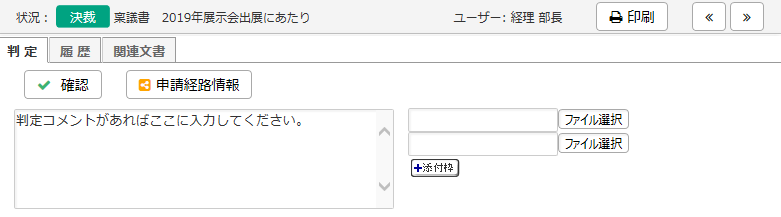 状況： 決裁 稟議書 2019年展示会出展にあたり ユーザー: 経理 部長 印刷 « »
判 定 履 歴 関連文書
確認 申請経路情報
判定コメントがあればここに入力してください。 ファイル選択
ファイル選択
+添付枠